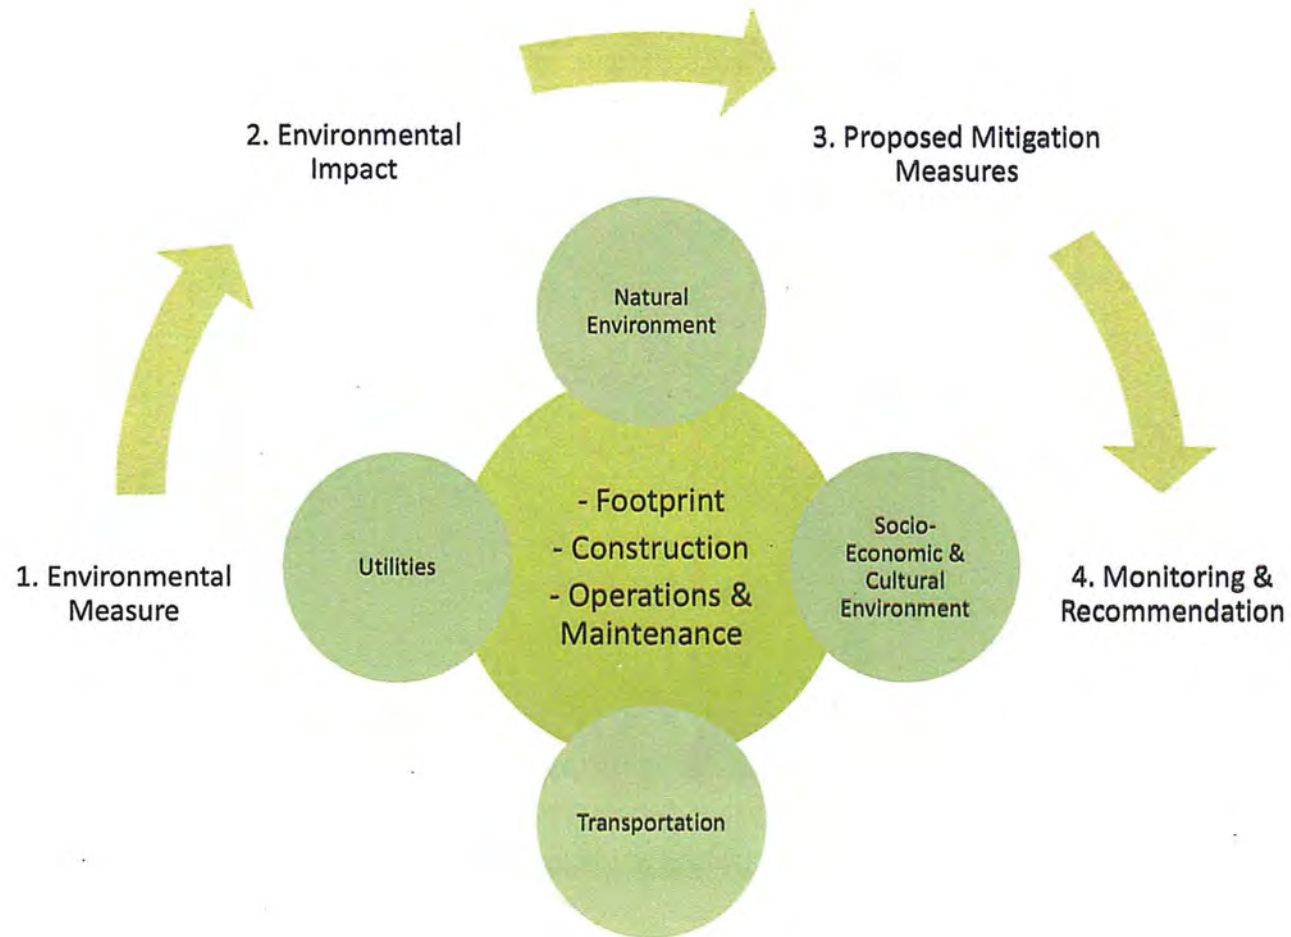 2. Environmental
Impact
3. Proposed Mitigation
Measures
Natural
Environment
- Footprint
- Construction
- Operations &
Maintenance
Utilities
Socio-
Economic &
Cultural
Environment
1. Environmental
Measure
4. Monitoring &
Recommendation
Transportation